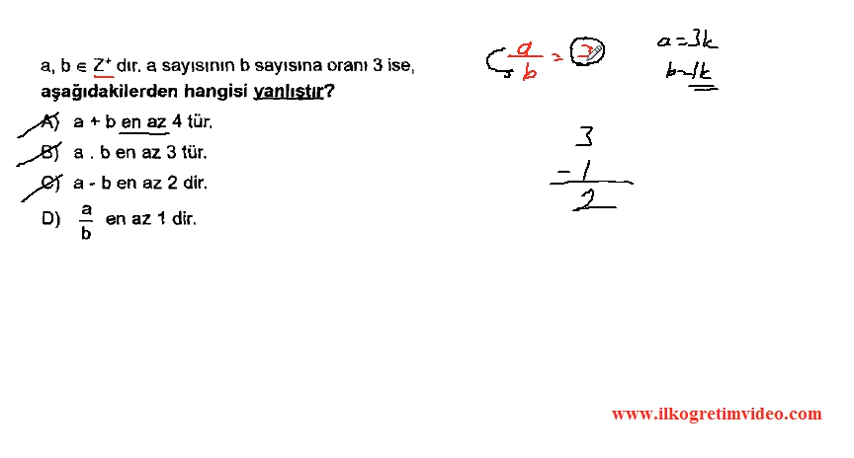 a, b ∈ Z⁺ dır. a sayısının b sayısına oranı 3 ise,
aşağıdakilerden hangisi yanlıştır?
A) a + b en az 4 tür.
B) a . b en az 3 tür.
C) a - b en az 2 dir.
D) a/b en az 1 dir.
a/b = 3
a = 3k
b = 1k
3
- 1
2
www.ilkogretimvideo.com